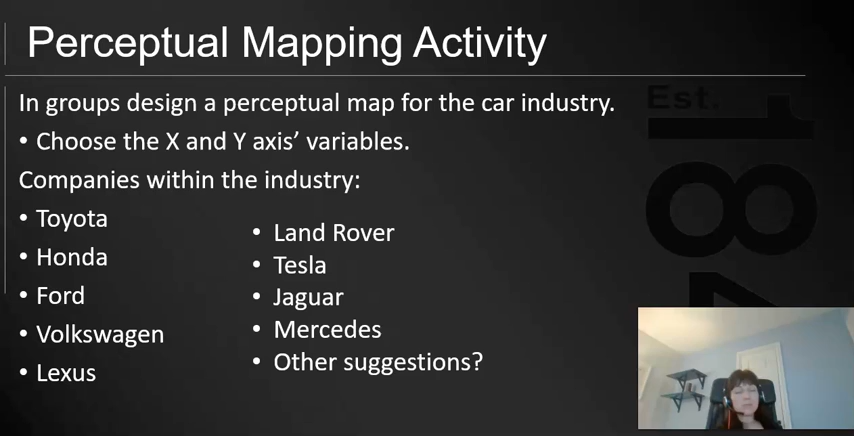 Perceptual Mapping Activity
In groups design a perceptual map for the car industry.
• Choose the X and Y axis’ variables.
Companies within the industry:
• Toyota
• Honda
• Ford
• Volkswagen
• Lexus
• Land Rover
• Tesla
• Jaguar
• Mercedes
• Other suggestions?
Est.
187